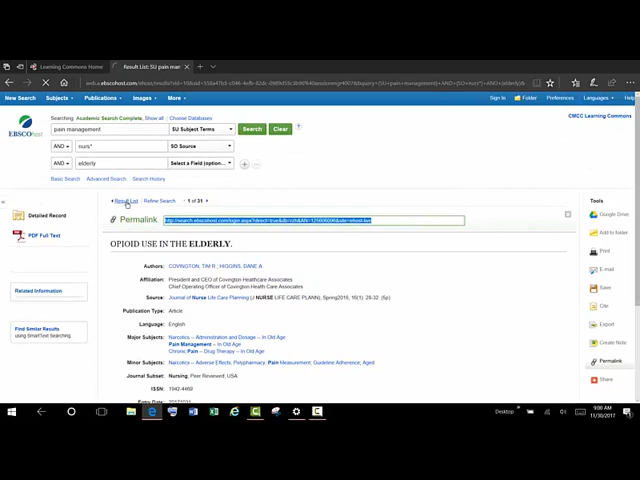 Learning Commons Home
Result List: SU pain man...
New Search Subjects Publications Images More
Sign In Folder Preferences Languages Help
CMCC Learning Commons
EBSCOhost
Searching: Academic Search Complete, Show all Choose Databases
pain management SU Subject Terms Search Clear
AND nurs* SO Source
AND elderly Select a Field (option...
Basic Search Advanced Search Search History
Result List Refine Search 1 of 31
Tools
Detailed Record
PDF Full Text
Related Information
Find Similar Results
using SmartText Searching.
Permalink
OPIOID USE IN THE ELDERLY.
Authors: COVINGTON, TIM R.; HIGGINS, DANE A.
Affiliation: President and CEO of Covington Healthcare Associates
Chief Operating Officer of Covington Health Care Associates
Source: Journal of Nurse Life Care Planning (J NURSE LIFE CARE PLANN), Spring2016; 16(1): 28-32. (5p)
Publication Type: Article
Language: English
Major Subjects: Narcotics -- Administration and Dosage -- In Old Age
Pain Management -- In Old Age
Chronic Pain -- Drug Therapy -- In Old Age
Minor Subjects: Narcotics -- Adverse Effects; Polypharmacy; Pain Measurement; Guideline Adherence; Aged
Journal Subset: Nursing; Peer Reviewed; USA
ISSN: 1942-4469
Entry Date:
Google Drive
Add to folder
Print
E-mail
Save
Cite
Export
Create Note
Permalink
Share
Desktop
9:00 AM
11/30/2017